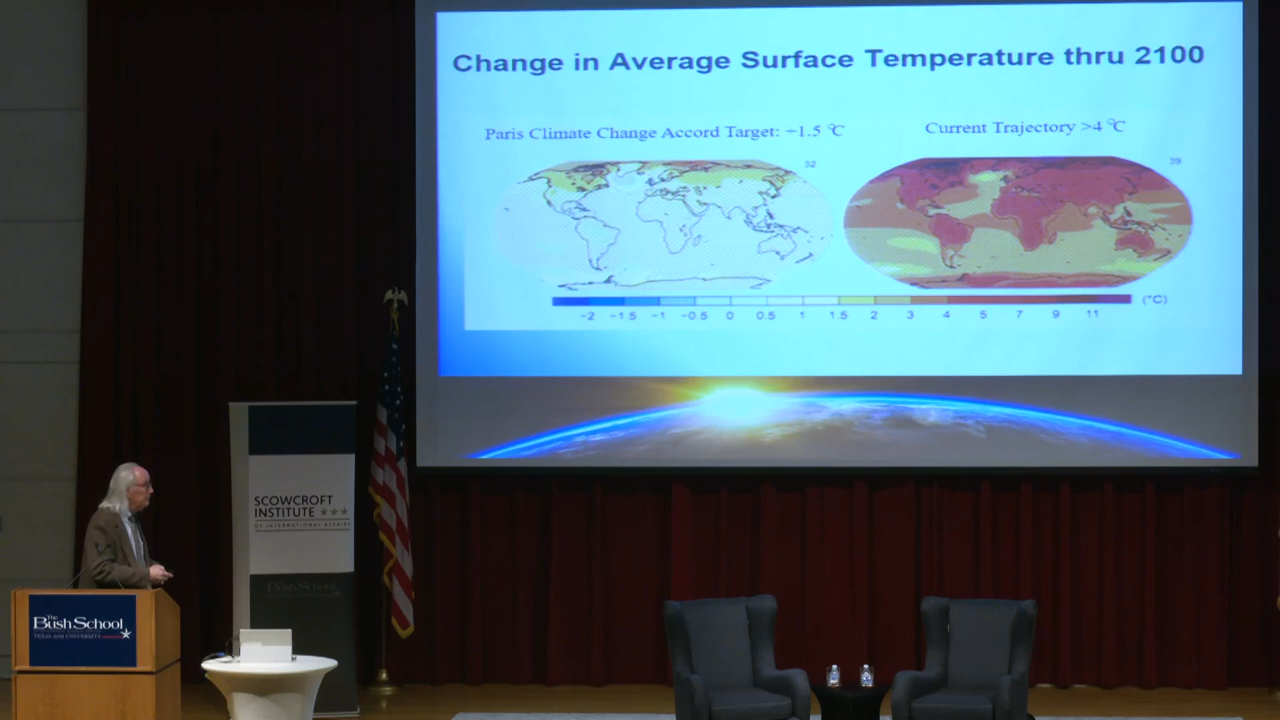 Change in Average Surface Temperature thru 2100
Paris Climate Change Accord Target: +1.5 °C
Current Trajectory >4 °C
32
39
−2 −1.5 −1 −0.5 0 0.5 1 1.5 2 3 4 5 7 9 11
(°C)
SCOWCROFT
INSTITUTE
OF INTERNATIONAL AFFAIRS
Bush School
The
Bush School
TEXAS A&M UNIVERSITY